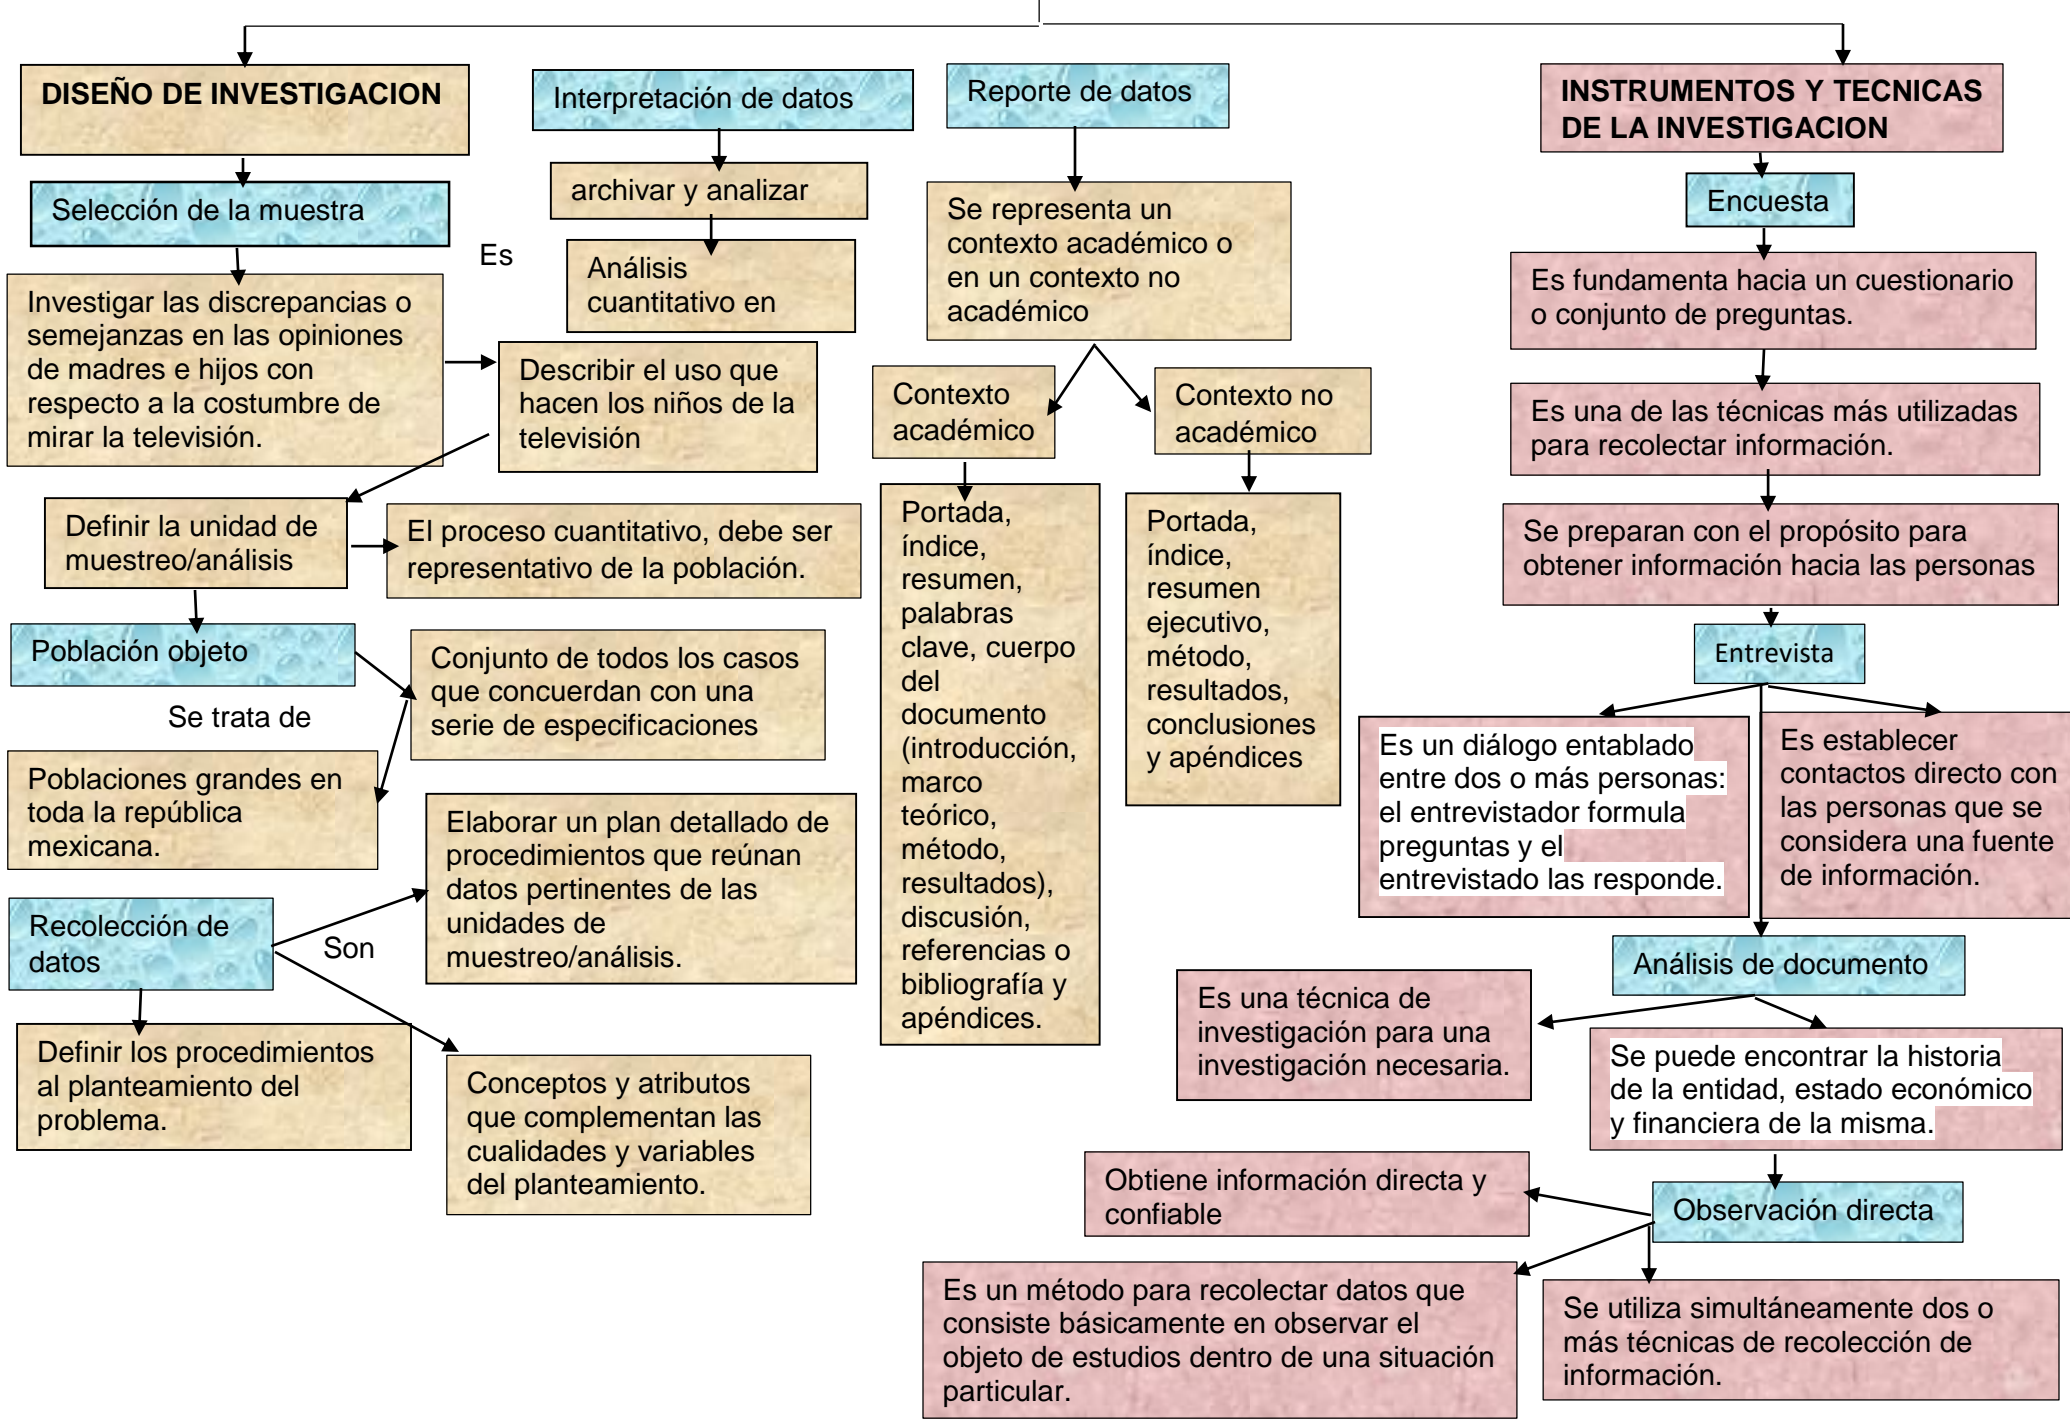 DISEÑO DE INVESTIGACION
Selección de la muestra
Es
Investigar las discrepancias o
semejanzas en las opiniones
de madres e hijos con
respecto a la costumbre de
mirar la televisión.
Describir el uso que
hacen los niños de la
televisión
Definir la unidad de
muestreo/análisis
El proceso cuantitativo, debe ser
representativo de la población.
Población objeto
Se trata de
Conjunto de todos los casos
que concuerdan con una
serie de especificaciones
Poblaciones grandes en
toda la república
mexicana.
Recolección de
datos
Son
Elaborar un plan detallado de
procedimientos que reúnan
datos pertinentes de las
unidades de
muestreo/análisis.
Definir los procedimientos
al planteamiento del
problema.
Conceptos y atributos
que complementan las
cualidades y variables
del planteamiento.
Interpretación de datos
archivar y analizar
Análisis
cuantitativo en
Reporte de datos
Se representa un
contexto académico o
en un contexto no
académico
Contexto
académico
Contexto no
académico
Portada,
índice,
resumen,
palabras
clave, cuerpo
del
documento
(introducción,
marco
teórico,
método,
resultados),
discusión,
referencias o
bibliografía y
apéndices.
Portada,
índice,
resumen
ejecutivo,
método,
resultados,
conclusiones
y apéndices
INSTRUMENTOS Y TECNICAS
DE LA INVESTIGACION
Encuesta
Es fundamenta hacia un cuestionario
o conjunto de preguntas.
Es una de las técnicas más utilizadas
para recolectar información.
Se preparan con el propósito para
obtener información hacia las personas
Entrevista
Es un diálogo entablado
entre dos o más personas:
el entrevistador formula
preguntas y el
entrevistado las responde.
Es establecer
contactos directo con
las personas que se
considera una fuente
de información.
Análisis de documento
Es una técnica de
investigación para una
investigación necesaria.
Se puede encontrar la historia
de la entidad, estado económico
y financiera de la misma.
Observación directa
Obtiene información directa y
confiable
Es un método para recolectar datos que
consiste básicamente en observar el
objeto de estudios dentro de una situación
particular.
Se utiliza simultáneamente dos o
más técnicas de recolección de
información.